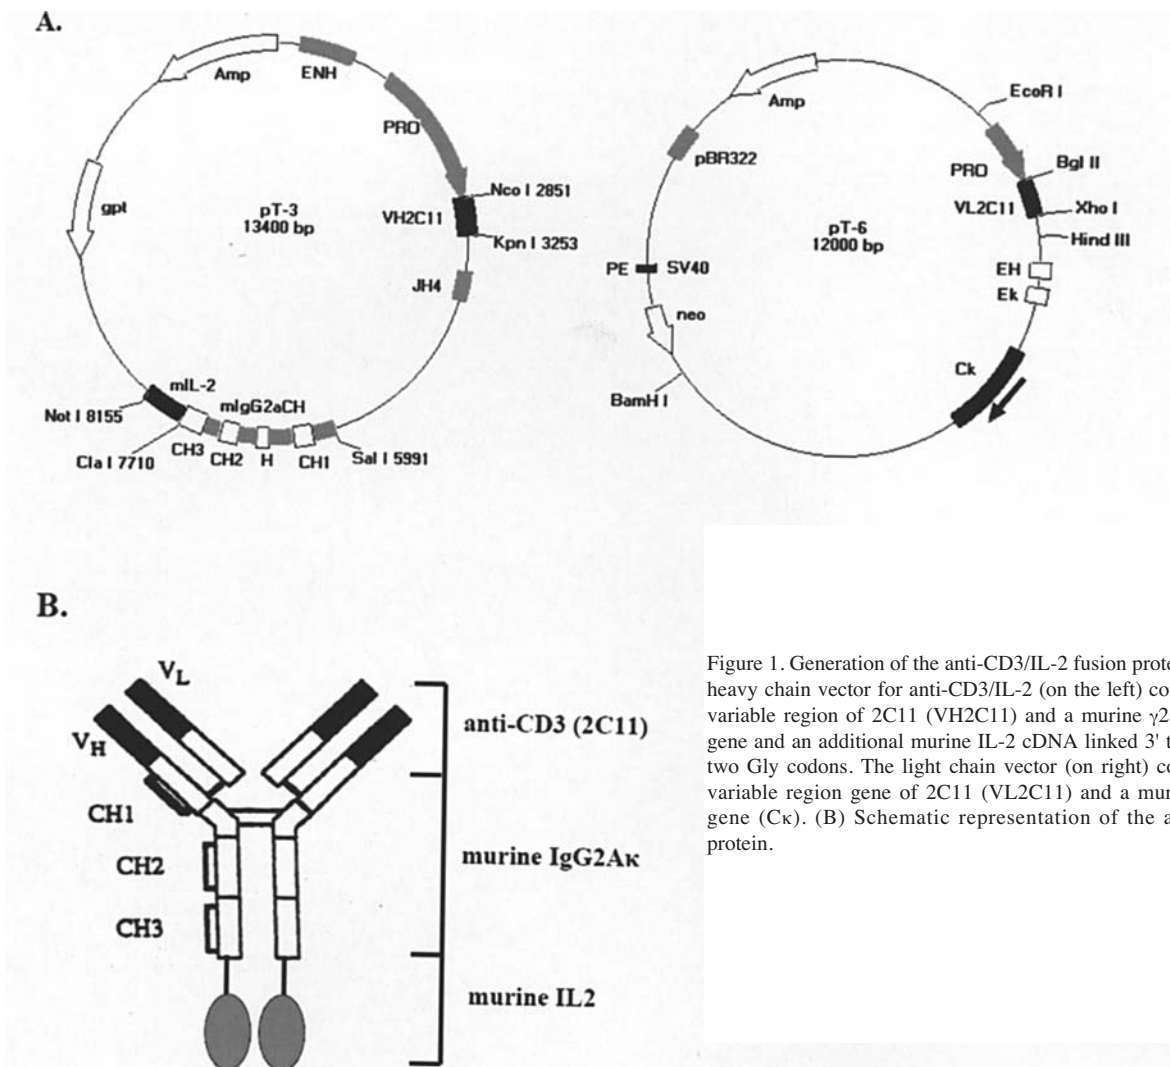 A.
Amp
ENH
PRO
Nco I 2851
VH2C11
Kpn I 3253
JH4
gpt
pT-3
13400 bp
mIL-2
Not I 8155
mIgG2aCH
Cla I 7710
CH3
CH2
H
CH1
Sal I 5991
Amp
EcoR I
pBR322
PRO
Bgl II
VL2C11
Xho I
pT-6
12000 bp
Hind III
PE
SV40
EH
Ek
neo
Ck
BamH I
B.
VL
VH
CH1
CH2
CH3
anti-CD3 (2C11)
murine IgG2Aκ
murine IL2
Figure 1. Generation of the anti-CD3/IL-2 fusion prote
heavy chain vector for anti-CD3/IL-2 (on the left) co
variable region of 2C11 (VH2C11) and a murine γ2
gene and an additional murine IL-2 cDNA linked 3' t
two Gly codons. The light chain vector (on right) co
variable region gene of 2C11 (VL2C11) and a mur
gene (Cκ). (B) Schematic representation of the a
protein.